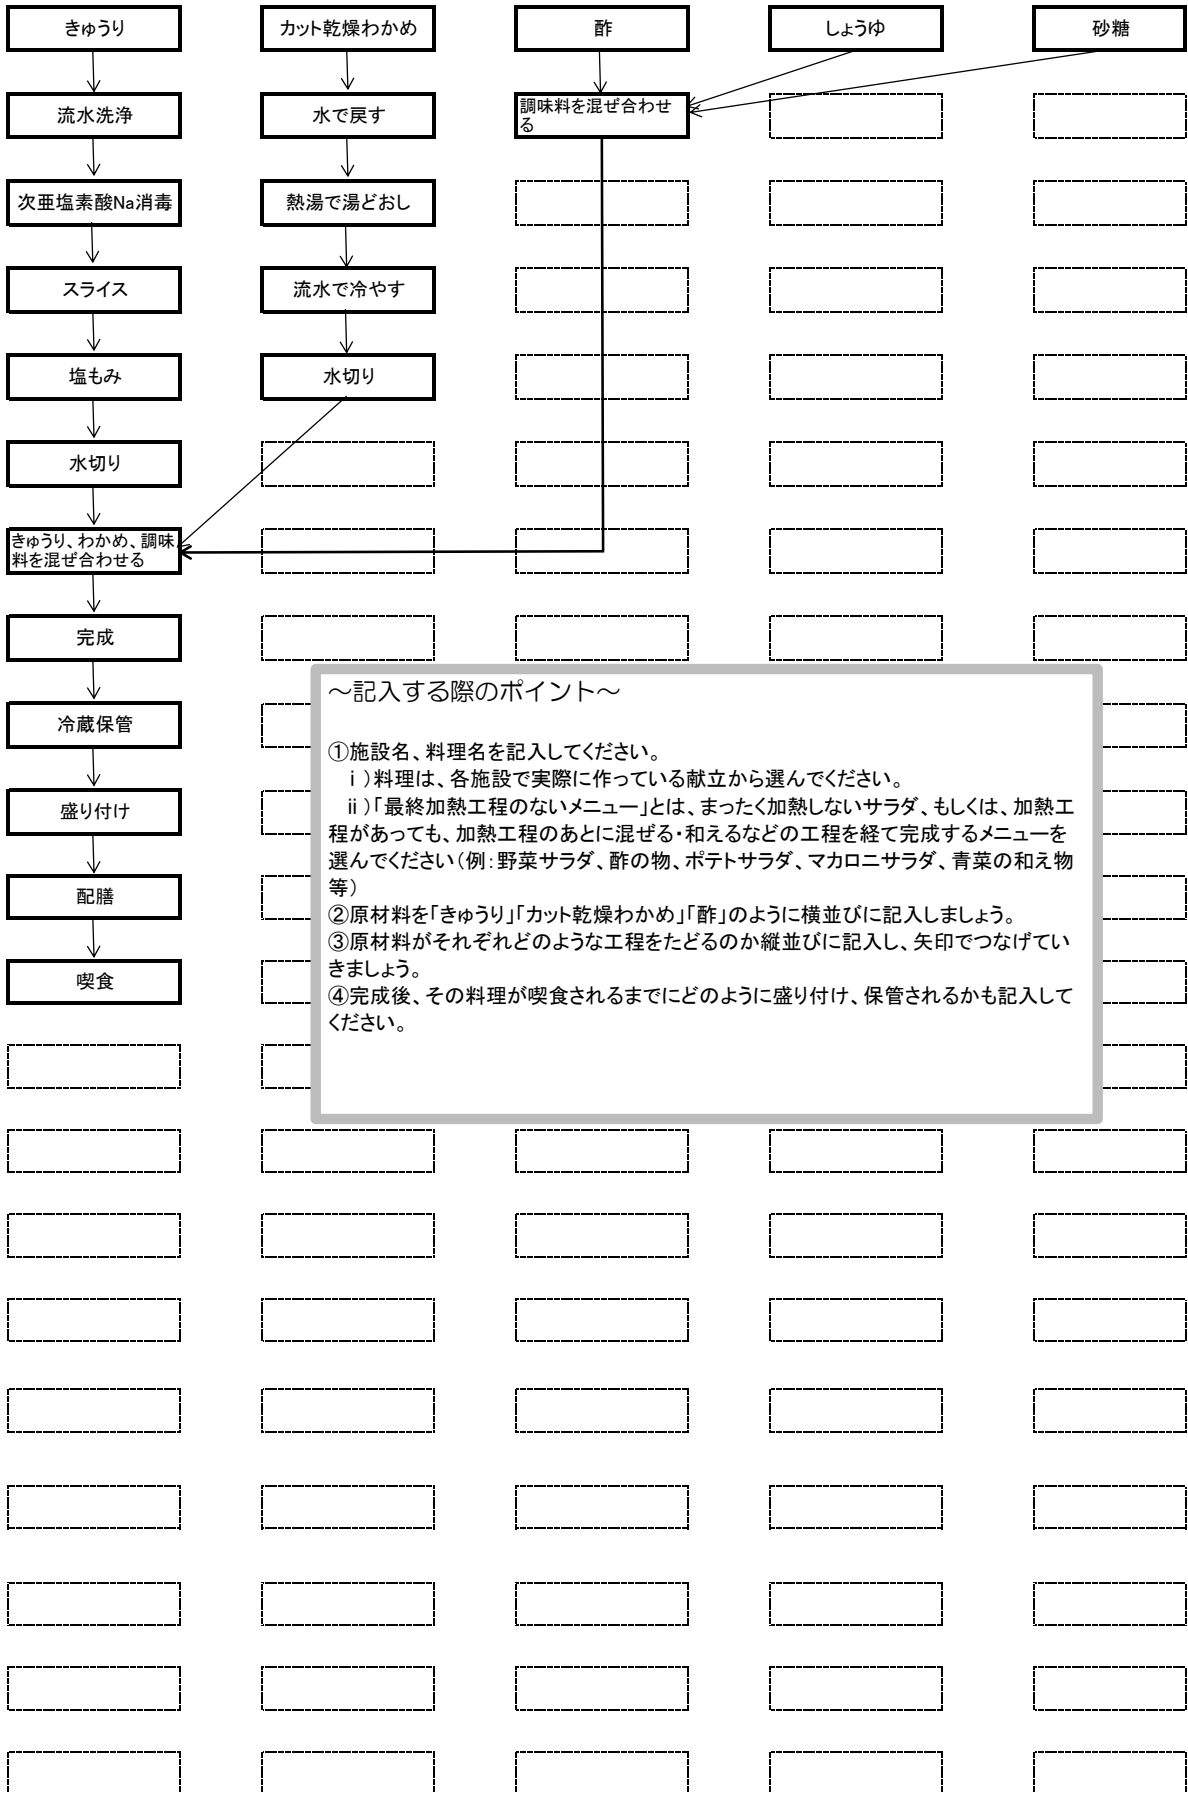 きゅうり
カット乾燥わかめ
酢
しょうゆ
砂糖
流水洗浄
水で戻す
調味料を混ぜ合わせ
る
次亜塩素酸Na消毒
熱湯で湯どおし
スライス
流水で冷やす
塩もみ
水切り
水切り
きゅうり、わかめ、調味
料を混ぜ合わせる
完成
冷蔵保管
盛り付け
配膳
喫食
～記入する際のポイント～
①施設名、料理名を記入してください。
ⅰ)料理は、各施設で実際に作っている献立から選んでください。
ⅱ)「最終加熱工程のないメニュー」とは、まったく加熱しないサラダ、もしくは、加熱工
程があっても、加熱工程のあとに混ぜる・和えるなどの工程を経て完成するメニューを
選んでください(例:野菜サラダ、酢の物、ポテトサラダ、マカロニサラダ、青菜の和え物
等)
②原材料を「きゅうり」「カット乾燥わかめ」「酢」のように横並びに記入しましょう。
③原材料がそれぞれどのような工程をたどるのか縦並びに記入し、矢印でつなげてい
きましょう。
④完成後、その料理が喫食されるまでにどのように盛り付け、保管されるかも記入して
ください。